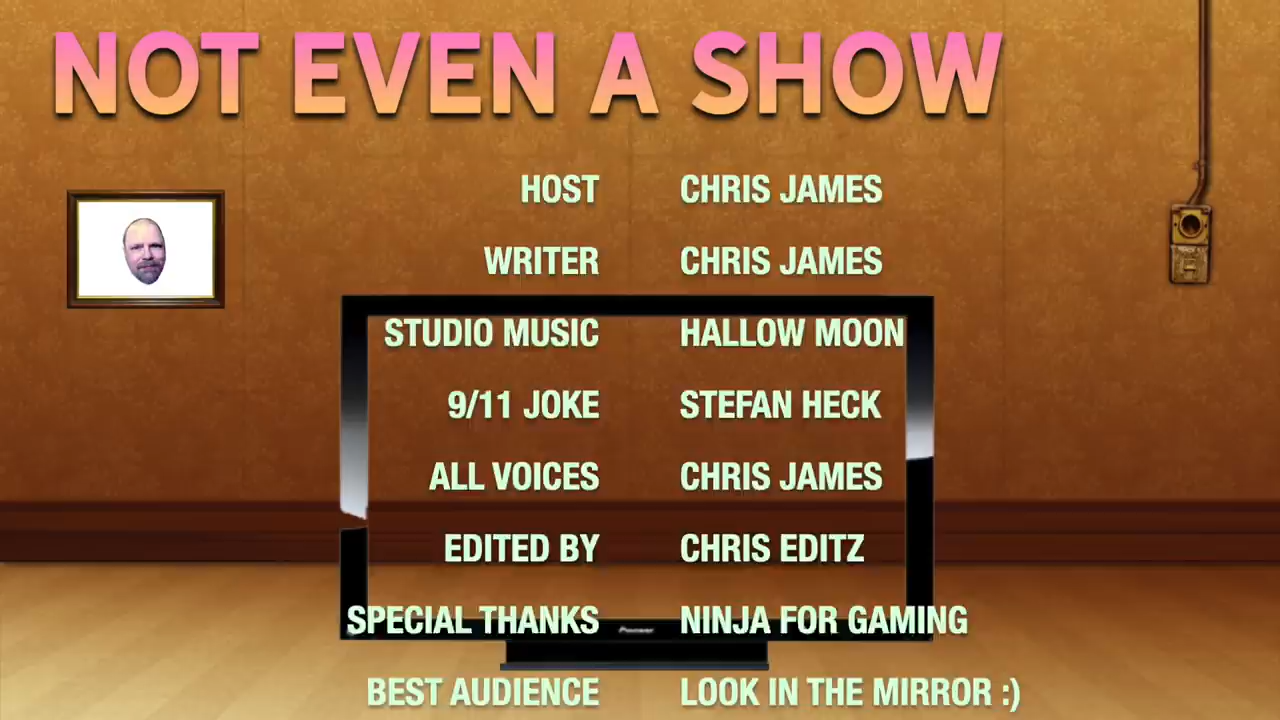 NOT EVEN A SHOW
HOST CHRIS JAMES
WRITER CHRIS JAMES
STUDIO MUSIC HALLOW MOON
9/11 JOKE STEFAN HECK
ALL VOICES CHRIS JAMES
EDITED BY CHRIS EDITZ
SPECIAL THANKS NINJA FOR GAMING
Pioneer
BEST AUDIENCE LOOK IN THE MIRROR :)